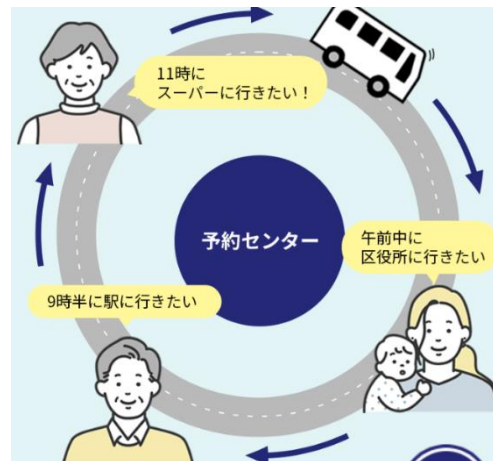 11時に
スーパーに行きたい！
予約センター
午前中に
区役所に行きたい
9時半に駅に行きたい